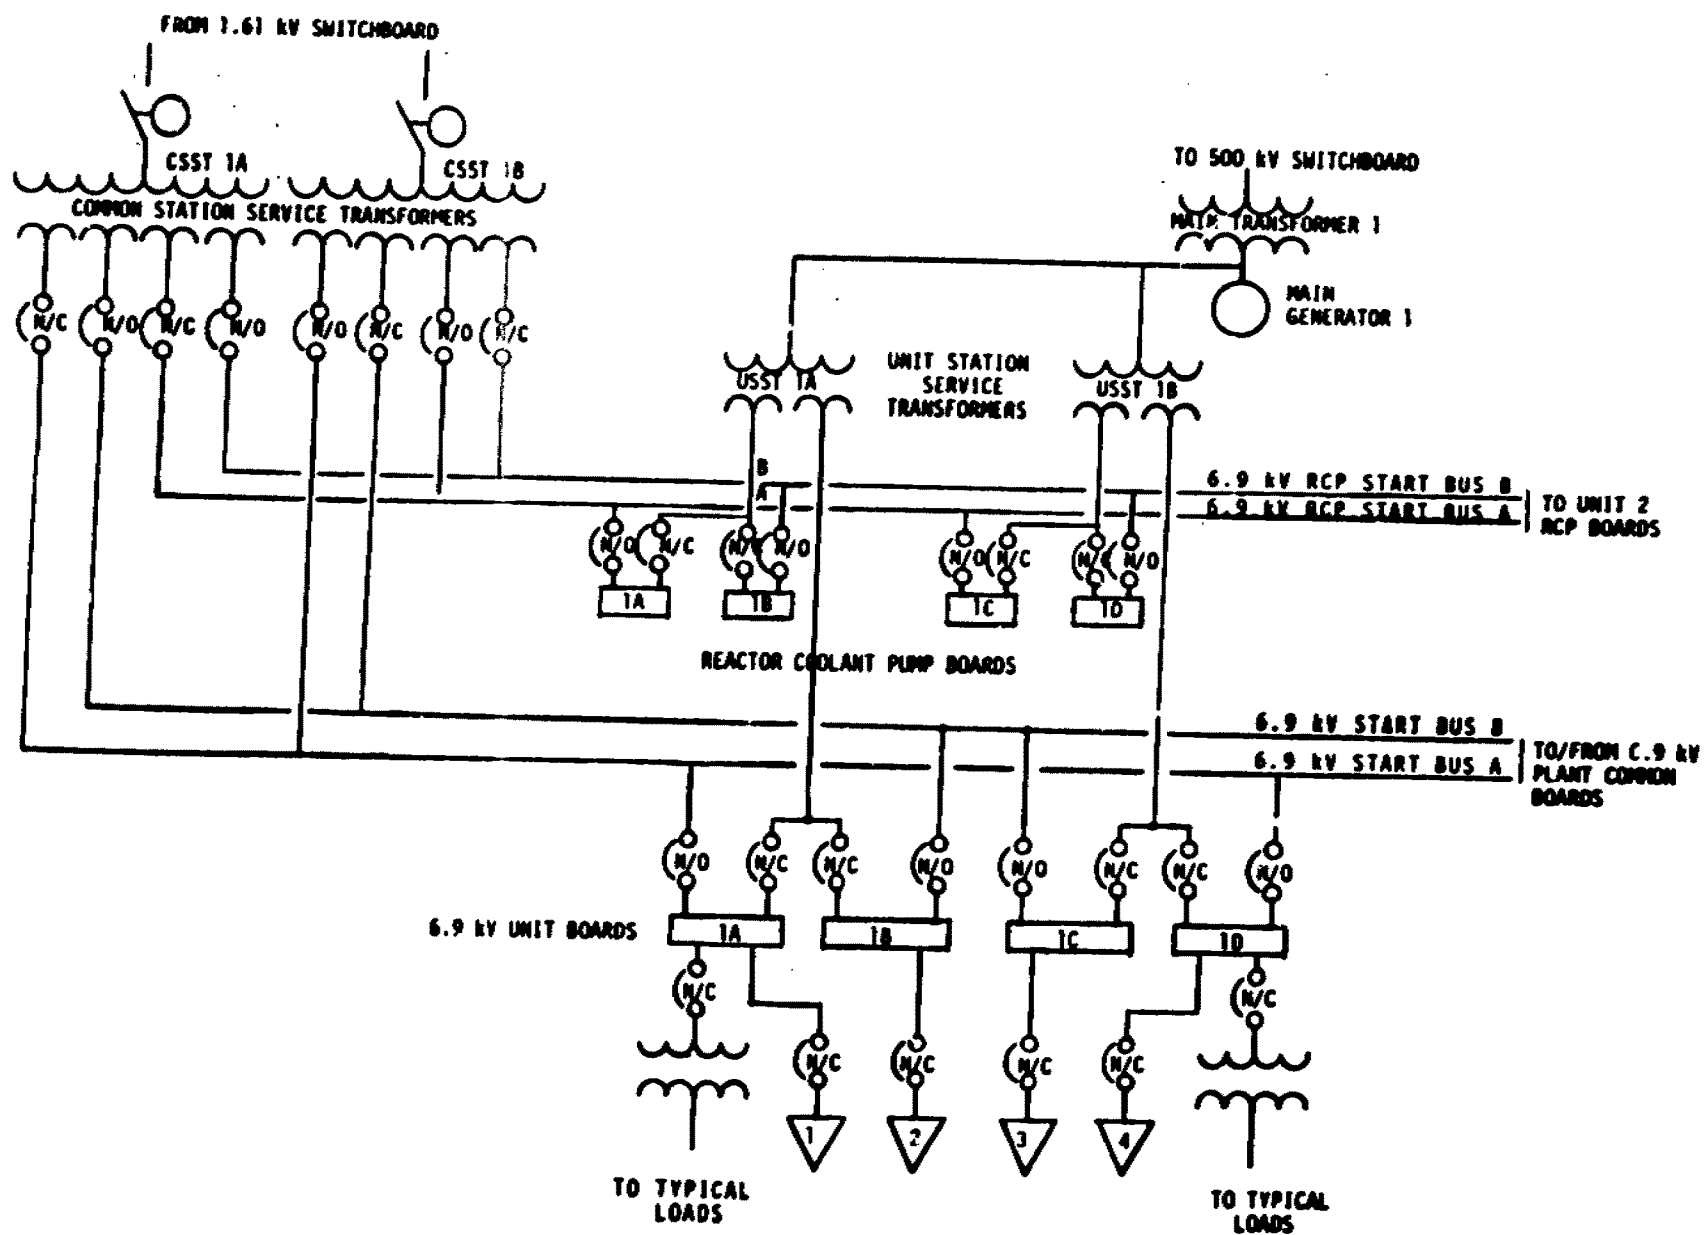 FROM 1.61 kV SWITCHBOARD
CSST 1A
CSST 1B
COMMON STATION SERVICE TRANSFORMERS
TO 500 kV SWITCHBOARD
MAIN TRANSFORMER 1
MAIN
GENERATOR 1
N/C N/O N/C N/O N/O N/C N/O N/C
USST 1A
UNIT STATION
SERVICE
TRANSFORMERS
USST 1B
B
A
6.9 kV RCP START BUS B
6.9 kV RCP START BUS A
TO UNIT 2
RCP BOARDS
N/O N/C N/C N/O N/O N/C N/C N/O
1A 1B 1C 1D
REACTOR COOLANT PUMP BOARDS
6.9 kV START BUS B
6.9 kV START BUS A
TO/FROM C.9 kV
PLANT COMMON
BOARDS
N/O N/C N/C N/O N/O N/C N/C N/O
6.9 kV UNIT BOARDS
1A 1B 1C 1D
N/C N/C
N/C N/C N/C N/C
1 2 3 4
TO TYPICAL
LOADS
TO TYPICAL
LOADS